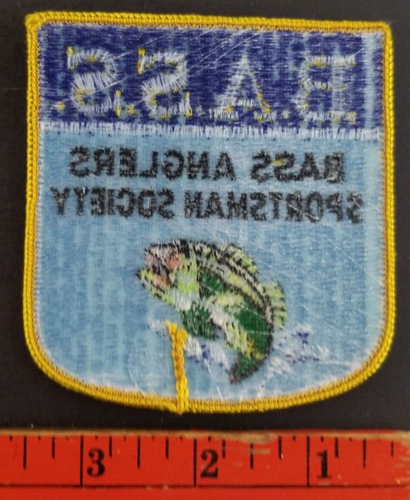 B.A.S.S.
BASS ANGLERS
SPORTSMAN SOCIETY
3 2 1